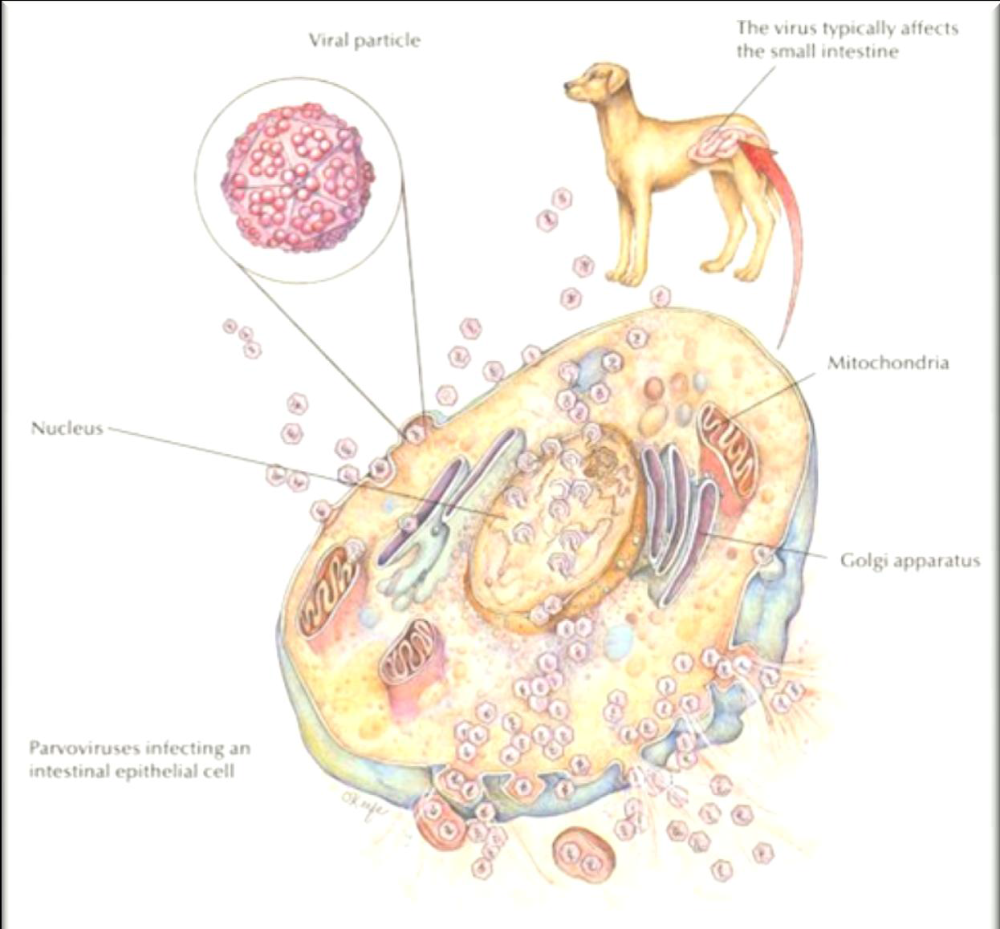 Viral particle
The virus typically affects
the small intestine
Mitochondria
Nucleus
Golgi apparatus
Parvoviruses infecting an
intestinal epithelial cell